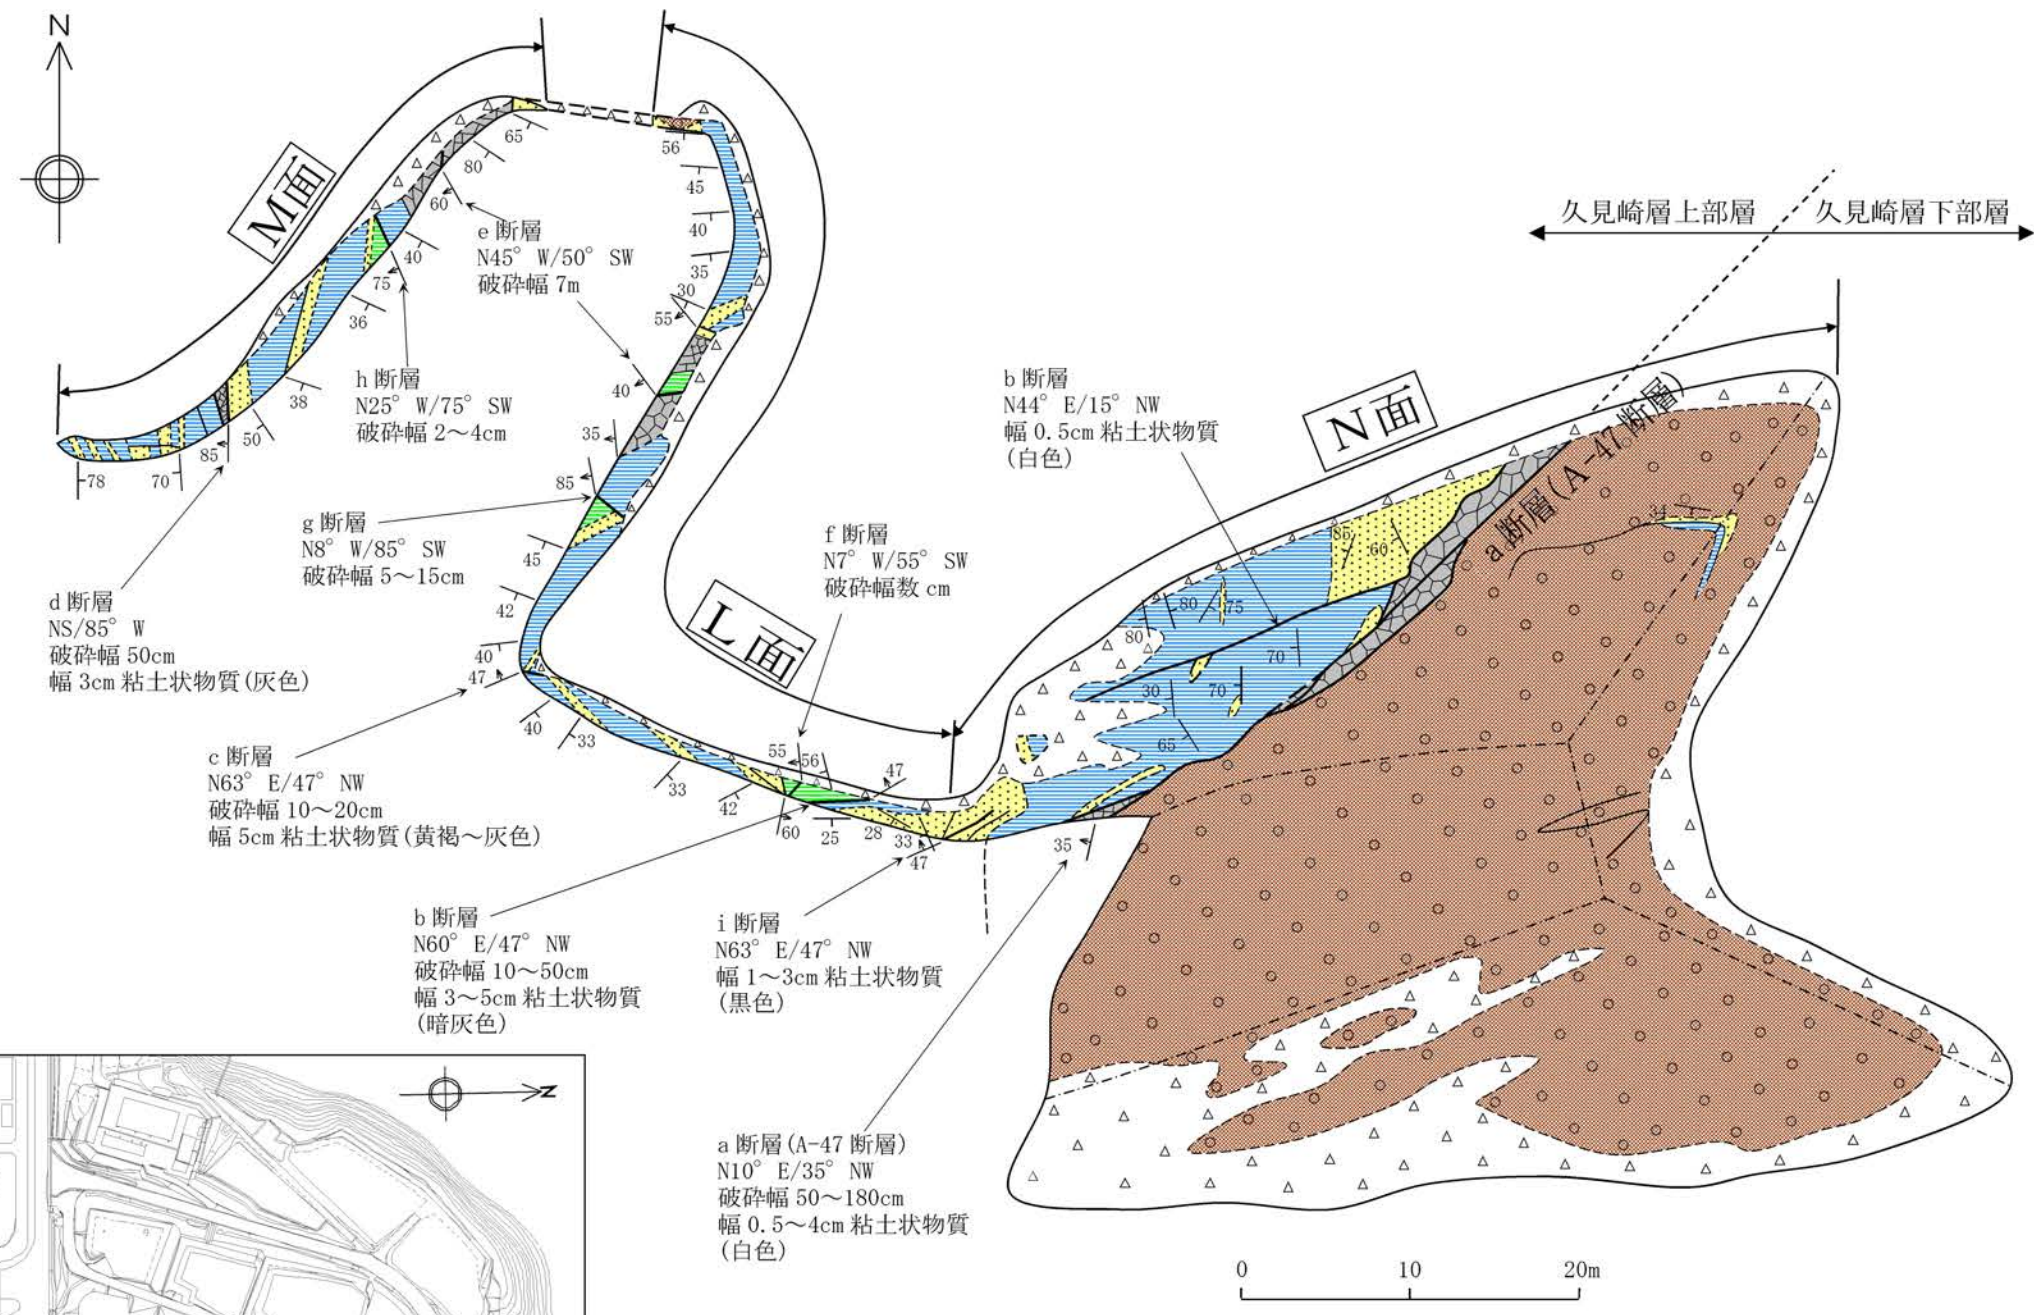 N
M面
65
80
60
40
75
36
38
50
85
70
78
56
45
40
35
30
55
40
35
85
45
42
40
47
40
33
33
42
55
56
60
25
28
33
47
47
35
久見崎層上部層
久見崎層下部層
e断層
N45° W/50° SW
破砕幅 7m
h断層
N25° W/75° SW
破砕幅 2～4cm
b断層
N44° E/15° NW
幅 0.5cm 粘土状物質
(白色)
N面
a断層(A-47断層)
34
85
60
80
75
80
70
30
70
65
g断層
N8° W/85° SW
破砕幅 5～15cm
f断層
N7° W/55° SW
破砕幅数 cm
L面
d断層
NS/85° W
破砕幅 50cm
幅 3cm 粘土状物質(灰色)
c断層
N63° E/47° NW
破砕幅 10～20cm
幅 5cm 粘土状物質(黄褐～灰色)
b断層
N60° E/47° NW
破砕幅 10～50cm
幅 3～5cm 粘土状物質
(暗灰色)
i断層
N63° E/47° NW
幅 1～3cm 粘土状物質
(黒色)
a断層(A-47断層)
N10° E/35° NW
破砕幅 50～180cm
幅 0.5～4cm 粘土状物質
(白色)
N
0 10 20m